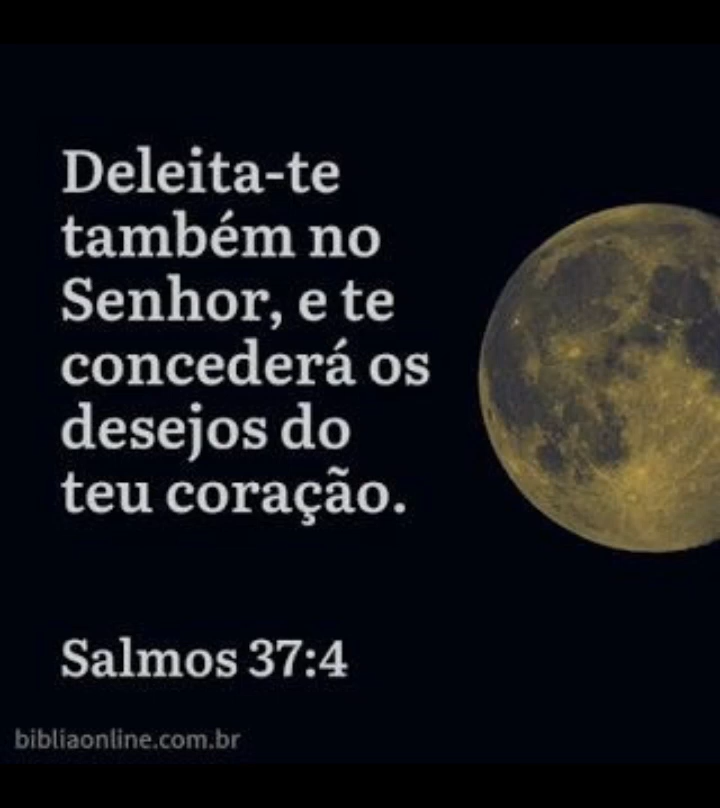 Deleita-te
também no
Senhor, e te
concederá os
desejos do
teu coração.
Salmos 37:4
bibliaonline.com.br